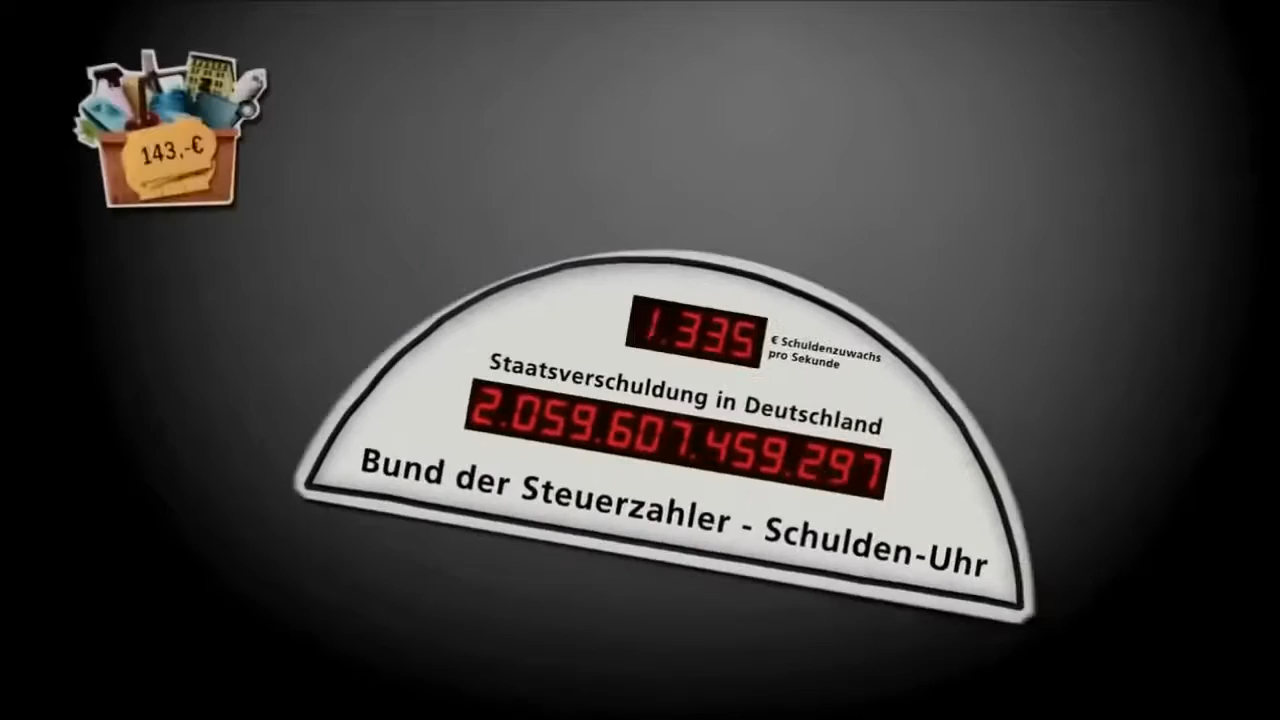 143,-€
1.335
€ Schuldenzuwachs
pro Sekunde
Staatsverschuldung in Deutschland
2.059.607.459.297
Bund der Steuerzahler - Schulden-Uhr